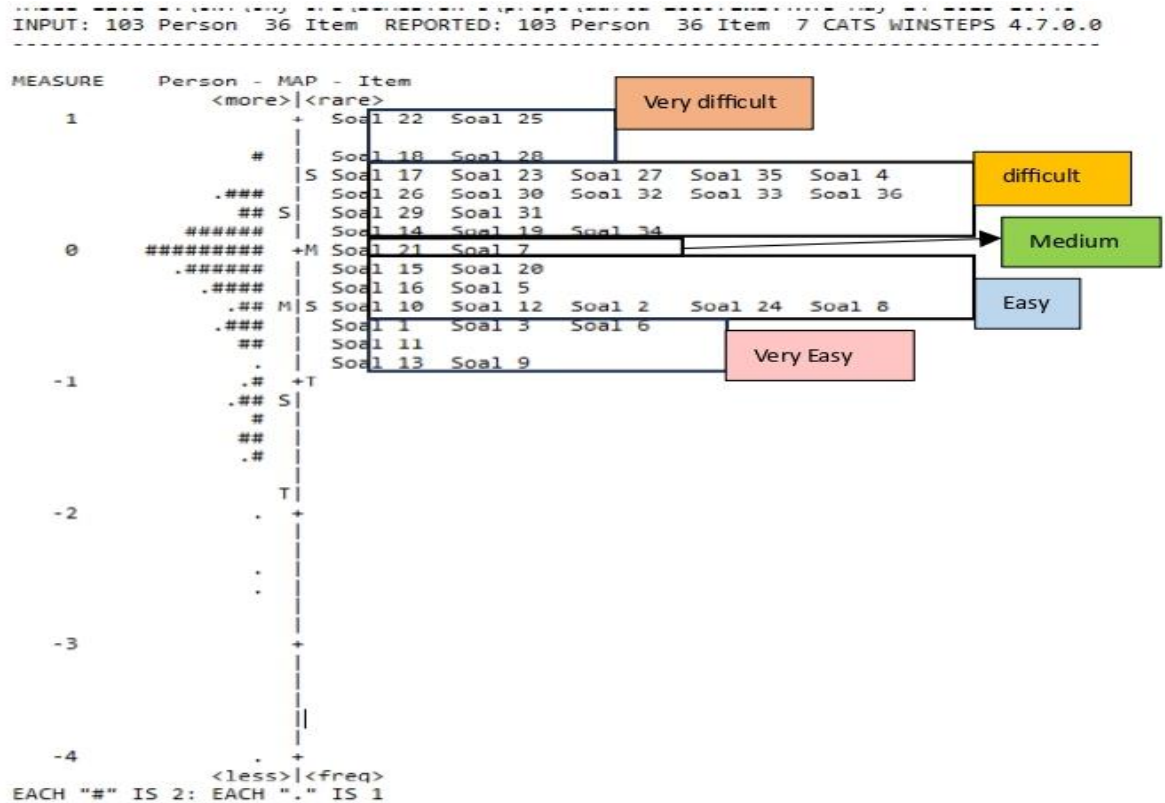 INPUT: 103 Person 36 Item REPORTED: 103 Person 36 Item 7 CATS WINSTEPS 4.7.0.0
--------------------------------------------------------------------------------
MEASURE Person - MAP - Item
<more>|<rare>
Very difficult
1 + Soal 22 Soal 25
|
# | Soal 18 Soal 28
|S Soal 17 Soal 23 Soal 27 Soal 35 Soal 4
difficult
.### | Soal 26 Soal 30 Soal 32 Soal 33 Soal 36
## S| Soal 29 Soal 31
###### | Soal 14 Soal 19 Soal 34
0 ######### +M Soal 21 Soal 7
Medium
.###### | Soal 15 Soal 20
.#### | Soal 16 Soal 5
.## M|S Soal 10 Soal 12 Soal 2 Soal 24 Soal 8
Easy
.### | Soal 1 Soal 3 Soal 6
## | Soal 11
Very Easy
. | Soal 13 Soal 9
-1 .# +T
.## S|
# |
## |
.# |
|
T|
-2 . +
|
|
. |
. |
|
|
-3 +
|
|
|
||
|
-4 . +
<less>|<freq>
EACH "#" IS 2: EACH "." IS 1